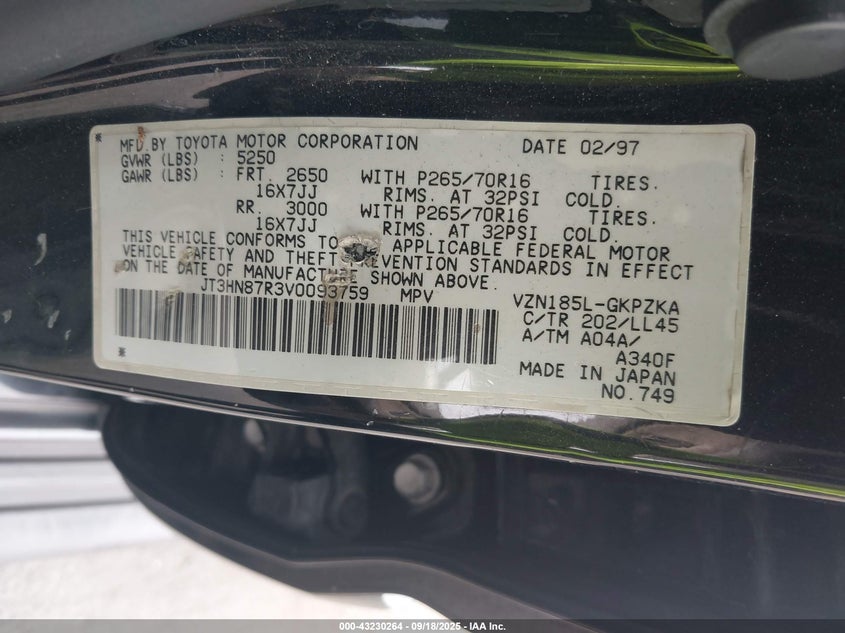 MFD. BY TOYOTA MOTOR CORPORATION DATE 02/97
GVWR (LBS) : 5250
GAWR (LBS) : FRT. 2650 WITH P265/70R16 TIRES.
16X7JJ RIMS. AT 32PSI COLD.
RR. 3000 WITH P265/70R16 TIRES.
16X7JJ RIMS. AT 32PSI COLD.
THIS VEHICLE CONFORMS TO APPLICABLE FEDERAL MOTOR
VEHICLE SAFETY AND THEFT PREVENTION STANDARDS IN EFFECT
ON THE DATE OF MANUFACTURE SHOWN ABOVE.
JT3HN87R3V0093759 MPV VZN185L-GKPZKA
C/TR 202/LL45
A/TM A04A/
A340F
MADE IN JAPAN
NO.749
000-43230264 - 09/18/2025 - IAA Inc.